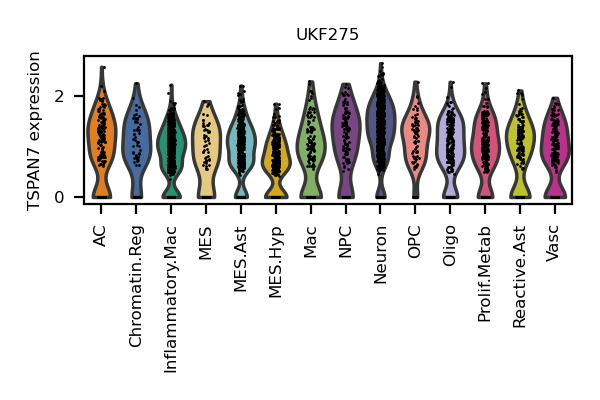 UKF275
TSPAN7 expression
2
0
AC
Chromatin.Reg
Inflammatory.Mac
MES
MES.Ast
MES.Hyp
Mac
NPC
Neuron
OPC
Oligo
Prolif.Metab
Reactive.Ast
Vasc